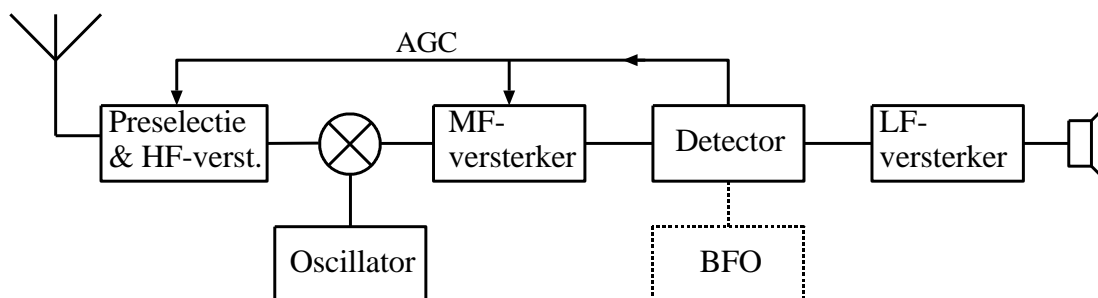 AGC
Preselectie
& HF-verst.
MF-
versterker
Detector
LF-
versterker
Oscillator
BFO